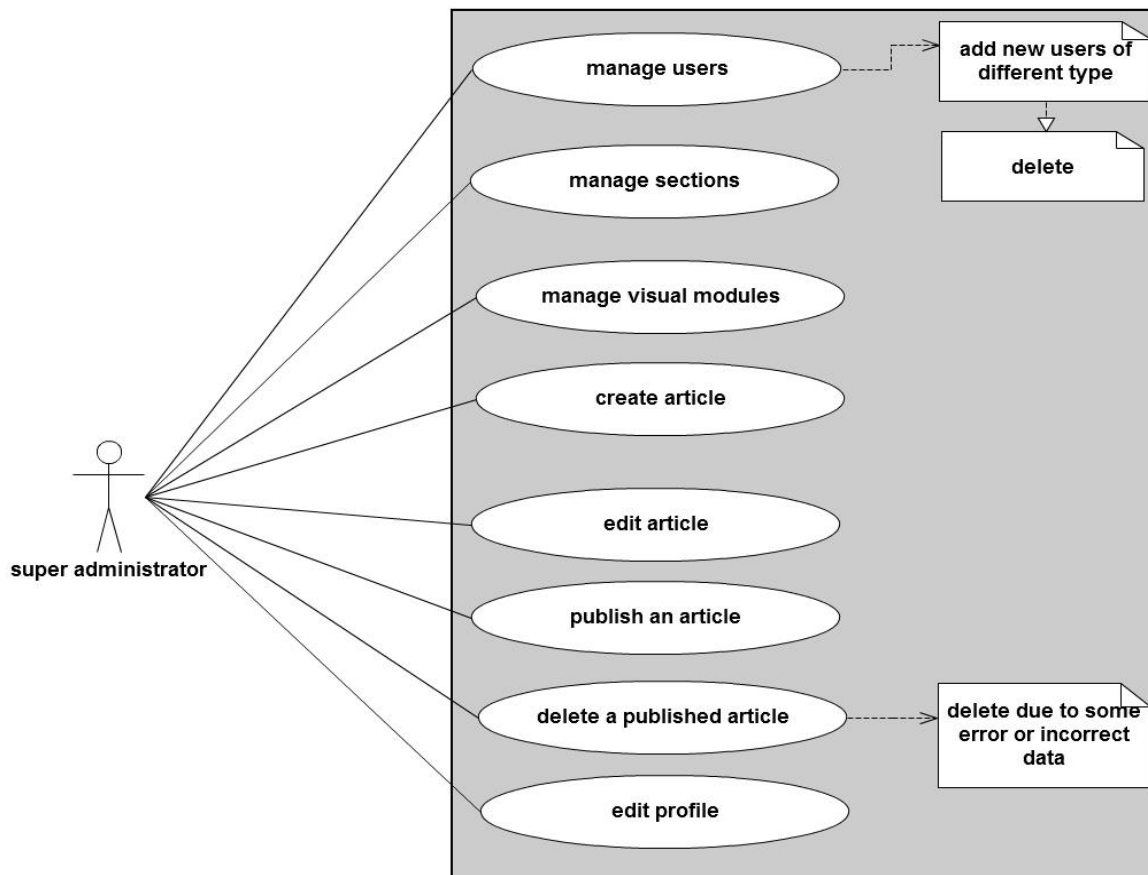 manage users
add new users of
different type
delete
manage sections
manage visual modules
create article
edit article
super administrator
publish an article
delete a published article
delete due to some
error or incorrect
data
edit profile